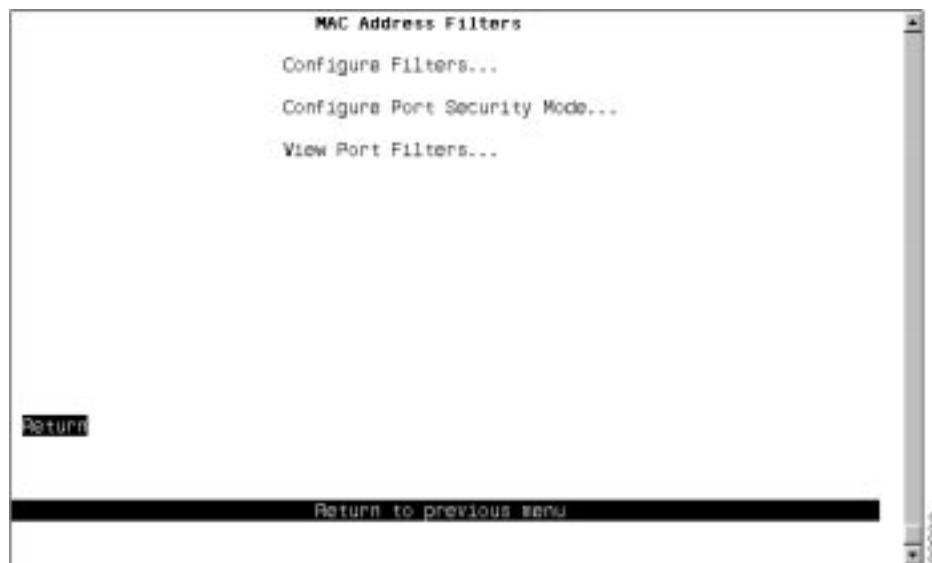 MAC Address Filters
Configure Filters...
Configure Port Security Mode...
View Port Filters...
Return
Return to previous menu